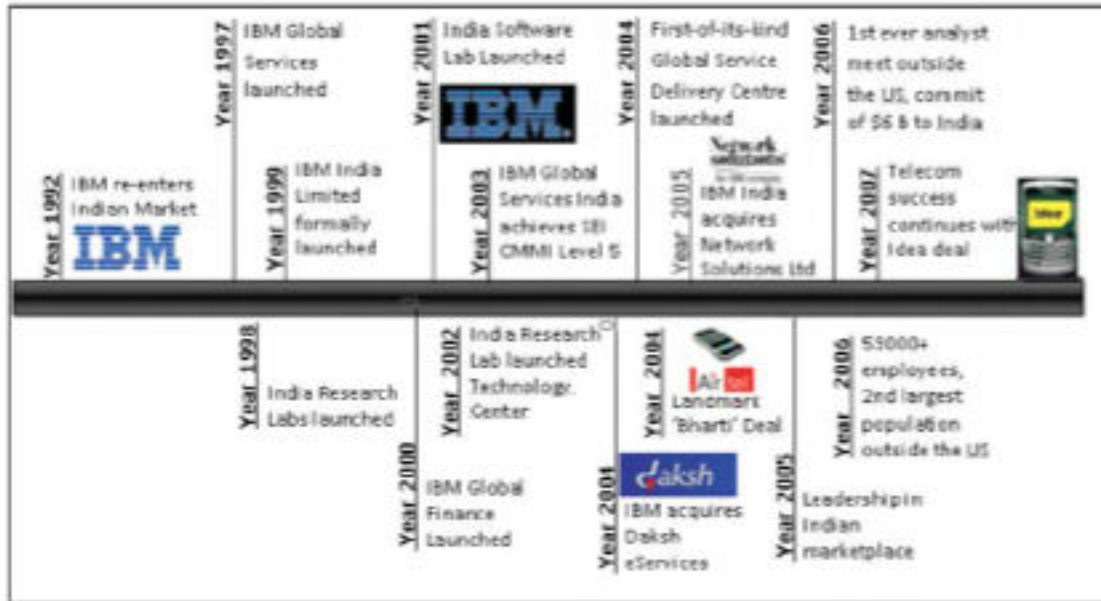 Year 1992
IBM re-enters
Indian Market
IBM
Year 1997
IBM Global
Services
launched
Year 1999
IBM India
Limited
formally
launched
Year 2001
India Software
Lab Launched
IBM.
Year 2003
IBM Global
Services India
achieves SEI
CMMI Level 5
Year 2004
First-of-its-kind
Global Service
Delivery Centre
launched
Network
solutions
Year 2005
IBM India
acquires
Network
Solutions Ltd
Year 2006
1st ever analyst
meet outside
the US, commit
of $6 B to India
Year 2007
Telecom
success
continues with
Idea deal
Idea
Year 1998
India Research
Labs launched
Year 2000
IBM Global
Finance
Launched
Year 2002
India Research
Lab launched
Technology.
Center
Year 2004
Airtel
Landmark
'Bharti' Deal
Year 2004
daksh
IBM acquires
Daksh
eServices
Year 2005
Leadership in
Indian
marketplace
Year 2006
53000+
employees,
2nd largest
population
outside the US